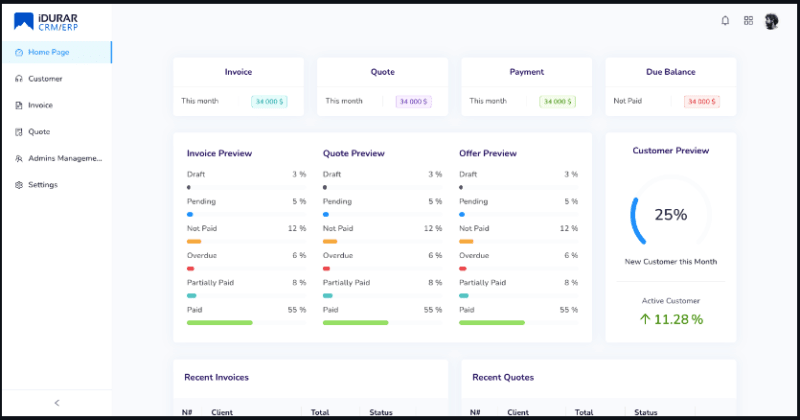 iDURAR
CRM/ERP
Home Page
Customer
Invoice
Quote
Admins Manageme...
Settings
Invoice
This month
34 000 $
Quote
This month
34 000 $
Payment
This month
34 000 $
Due Balance
Not Paid
34 000 $
Invoice Preview
Draft 3 %
Pending 5 %
Not Paid 12 %
Overdue 6 %
Partially Paid 8 %
Paid 55 %
Quote Preview
Draft 3 %
Pending 5 %
Not Paid 12 %
Overdue 6 %
Partially Paid 8 %
Paid 55 %
Offer Preview
Draft 3 %
Pending 5 %
Not Paid 12 %
Overdue 6 %
Partially Paid 8 %
Paid 55 %
Customer Preview
25%
New Customer this Month
Active Customer
↑ 11.28 %
Recent Invoices
N# Client Total Status
Recent Quotes
N# Client Total Status